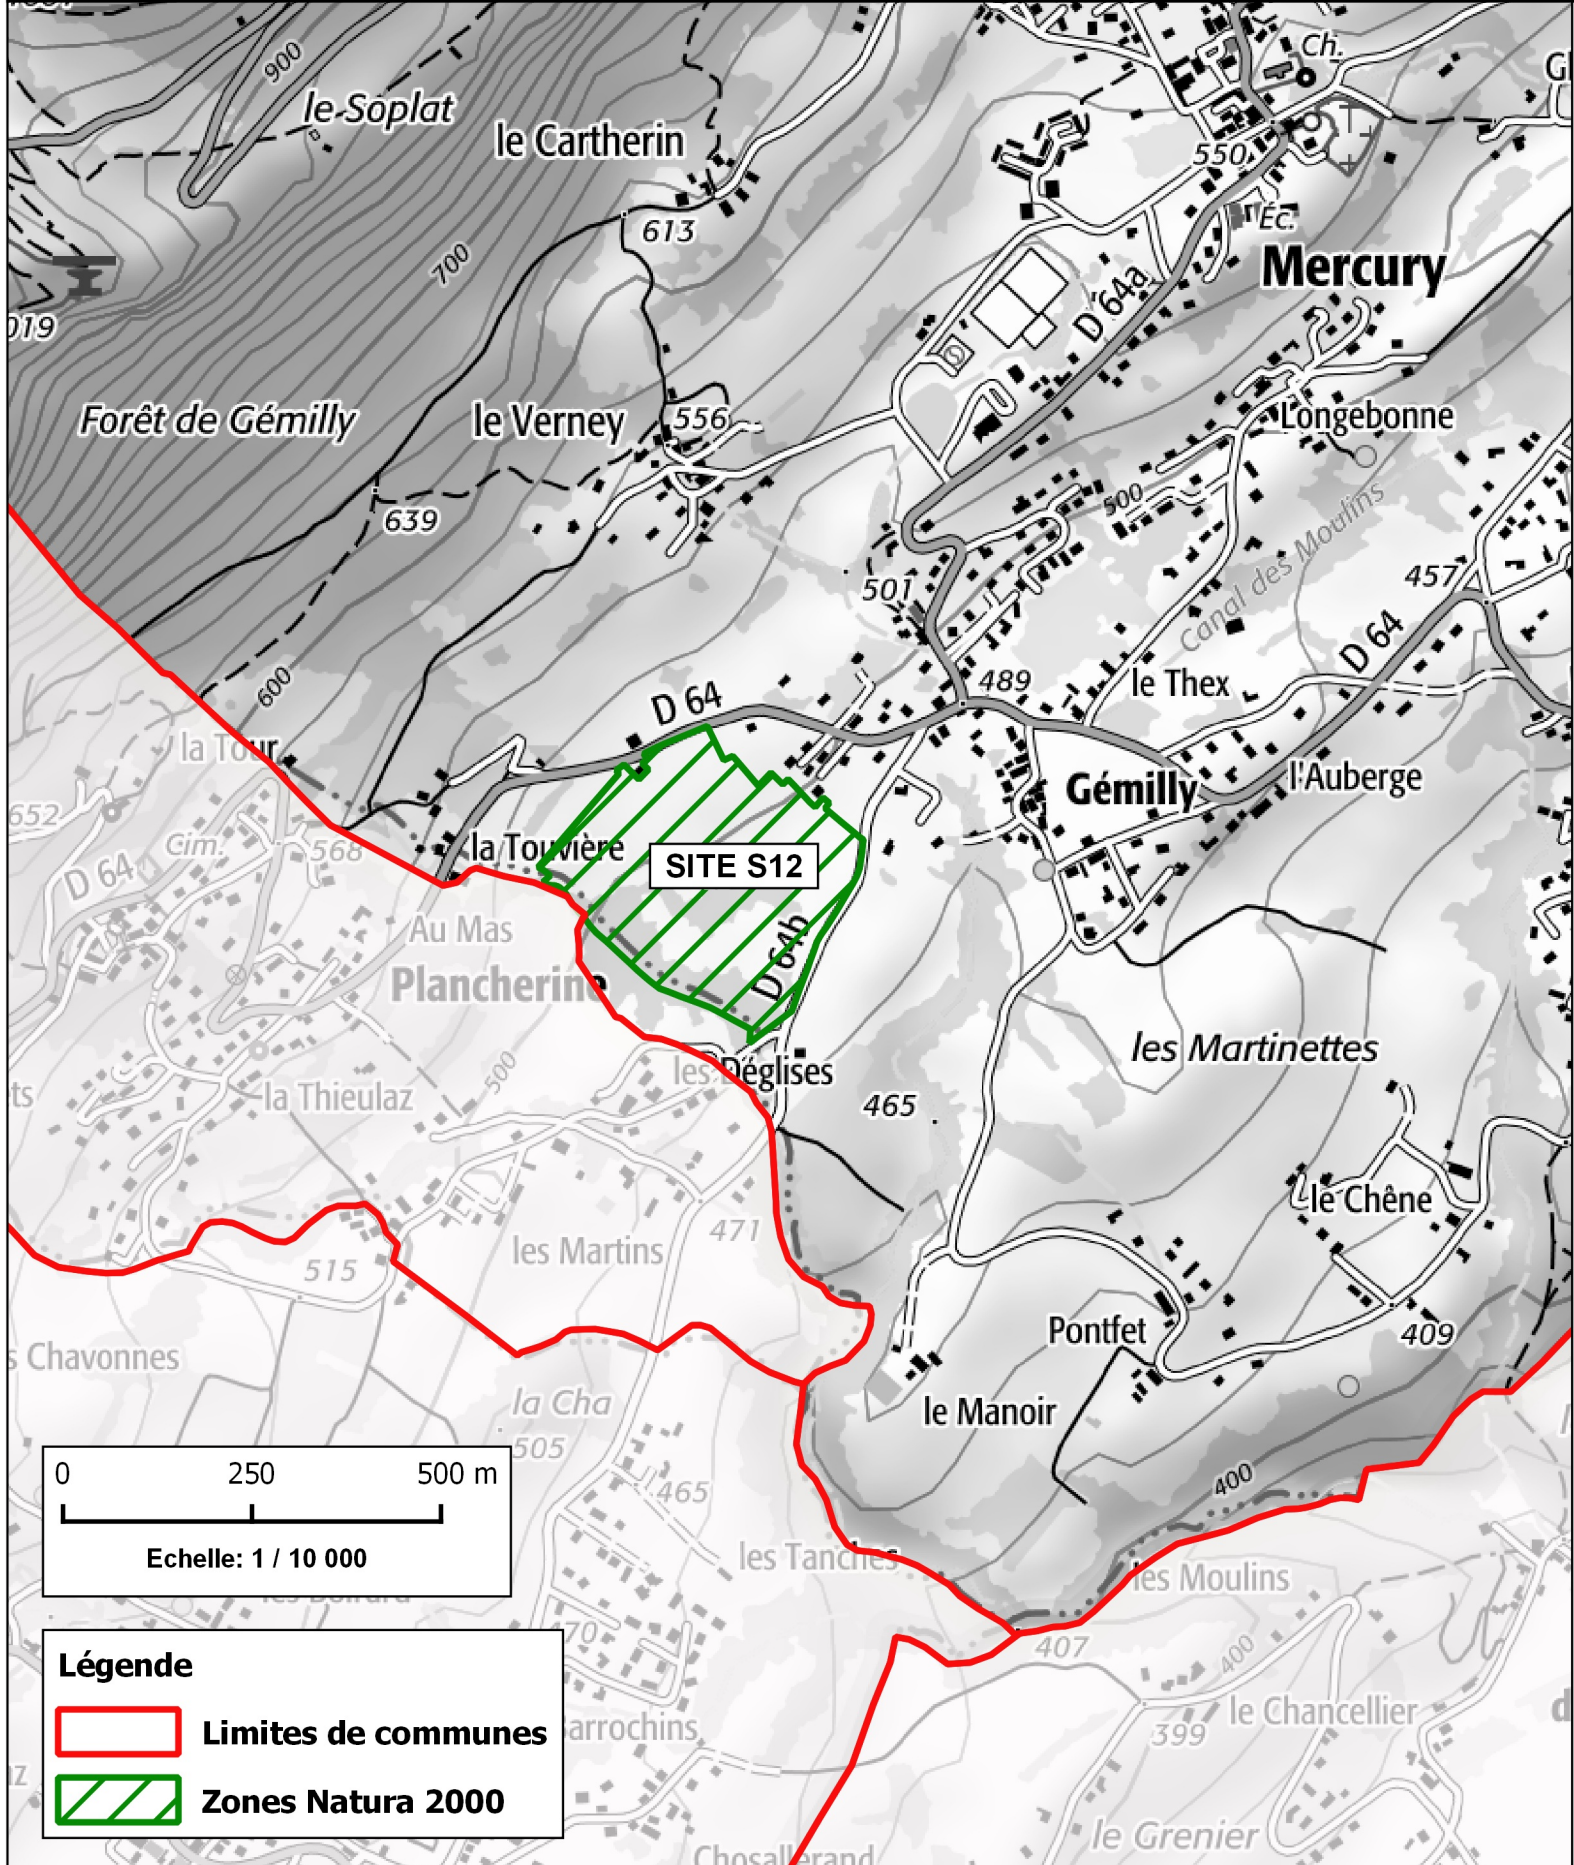 900
le Soplat
le Cartherin
Ch.
550
613
Éc.
Mercury
700
019
D 64a
Forêt de Gémilly
le Verney
556
Longebonne
500
639
Canal des Moulins
501
457
D 64
600
489
le Thex
D 64
la Tour
652
Cim.
568
D 64
la Touvière
SITE S12
Gémilly
l'Auberge
Au Mas
Plancherine
D 64b
les Martinettes
les Déglises
500
la Thieulaz
ts
465
le Chêne
471
les Martins
515
Pontfet
409
s Chavonnes
la Cha
505
le Manoir
0 250 500 m
465
400
Echelle: 1 / 10 000
les Tanches
les Moulins
70
407
400
Légende
Limites de communes
arrochins
le Chancellier
399
az
Zones Natura 2000
le Grenier
Chosallerand